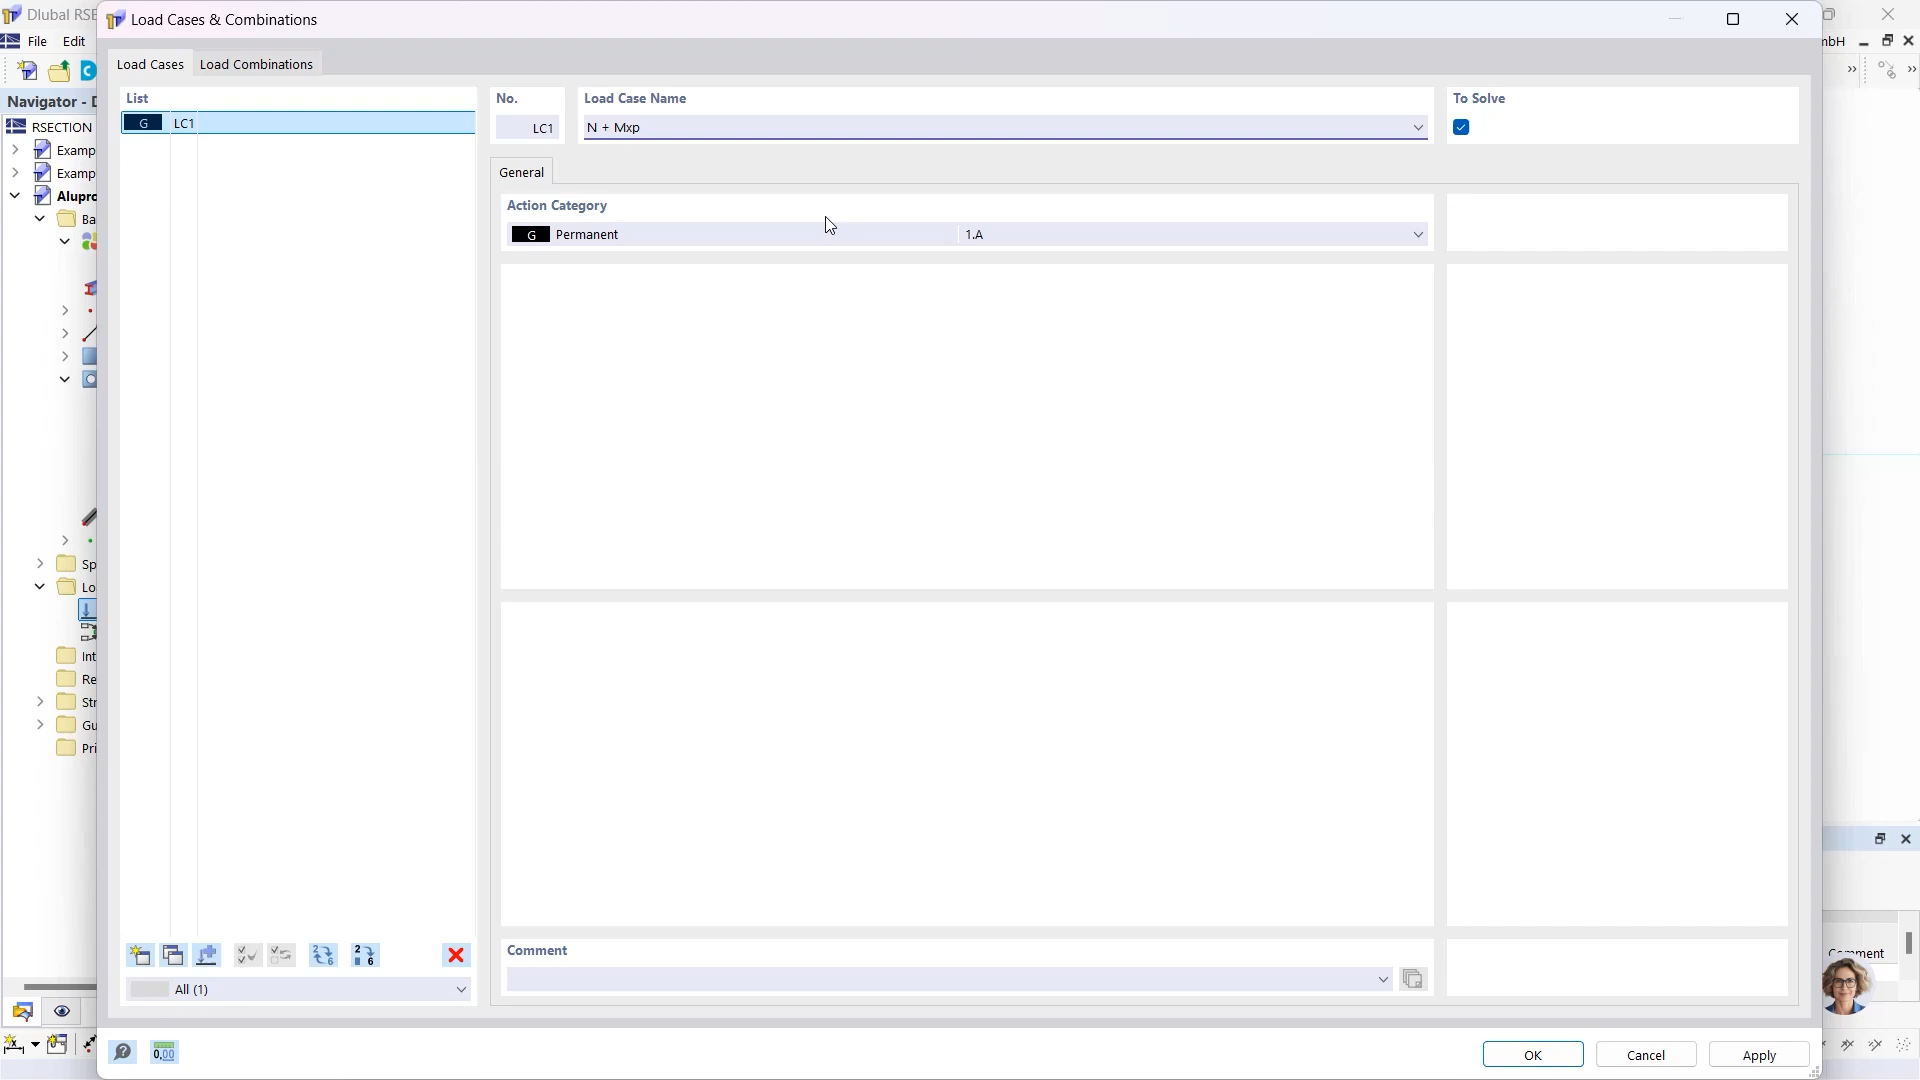 Dlubal RSE
Load Cases & Combinations
File Edit
mbH
Load Cases Load Combinations
Navigator - D
List
No.
Load Case Name
To Solve
G LC1
LC1
N + Mxp
RSECTION
Examp
Examp
Alupro
Ba
General
Action Category
G Permanent 1.A
Sp
Lo
Int
Re
Str
Gu
Pri
Comment
Comment
All (1)
0,00
OK
Cancel
Apply